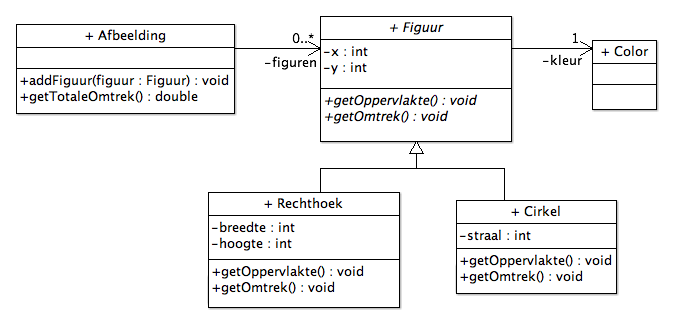 + Afbeelding
+addFiguur(figuur : Figuur) : void
+getTotaleOmtrek() : double
0..*
-figuren
+ Figuur
-x : int
-y : int
+getOppervlakte() : void
+getOmtrek() : void
1
-kleur
+ Color
+ Rechthoek
-breedte : int
-hoogte : int
+getOppervlakte() : void
+getOmtrek() : void
+ Cirkel
-straal : int
+getOppervlakte() : void
+getOmtrek() : void